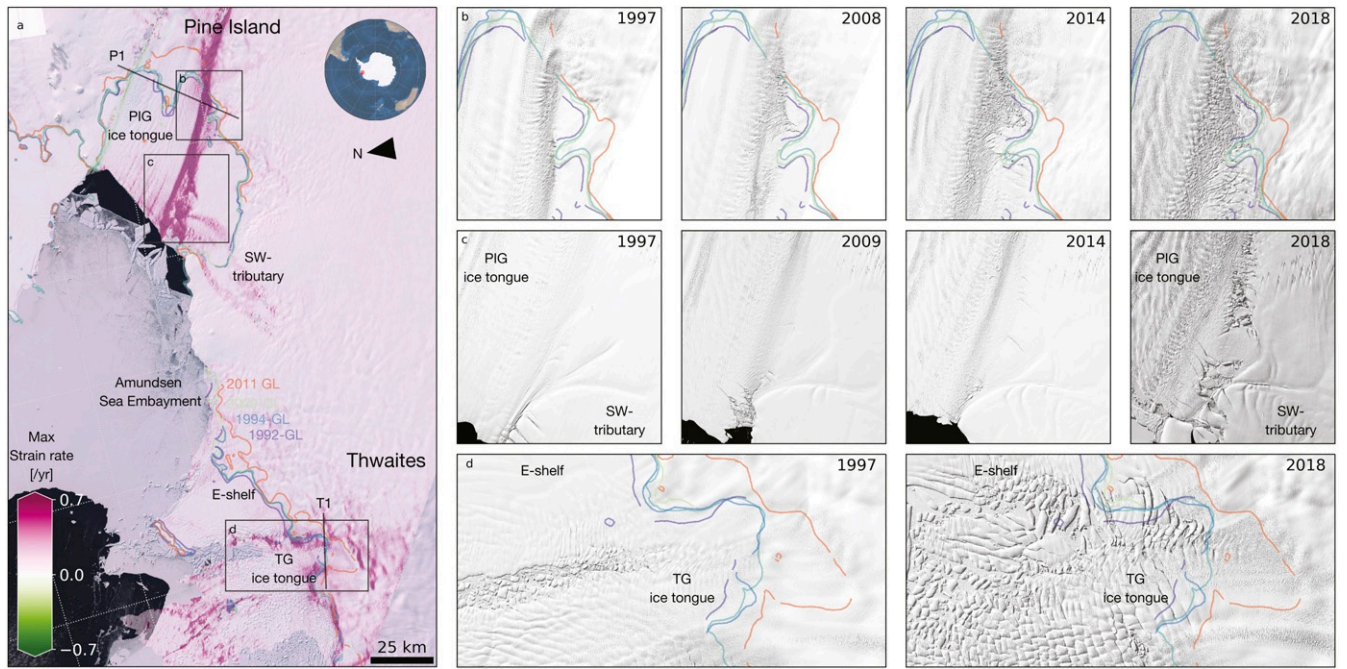 a
Pine Island
P1
b
PIG
ice tongue
N
c
SW-
tributary
Amundsen
Sea Embayment
2011 GL
1994-GL
1992-GL
Max
Strain rate
[/yr]
Thwaites
E-shelf
T1
0.7
d
TG
ice tongue
0.0
−0.7
25 km
b
1997
2008
2014
2018
c
1997
PIG
ice tongue
SW-
tributary
2009
2014
2018
PIG
ice tongue
SW-
tributary
d
E-shelf
1997
TG
ice tongue
E-shelf
2018
TG
ice tongue